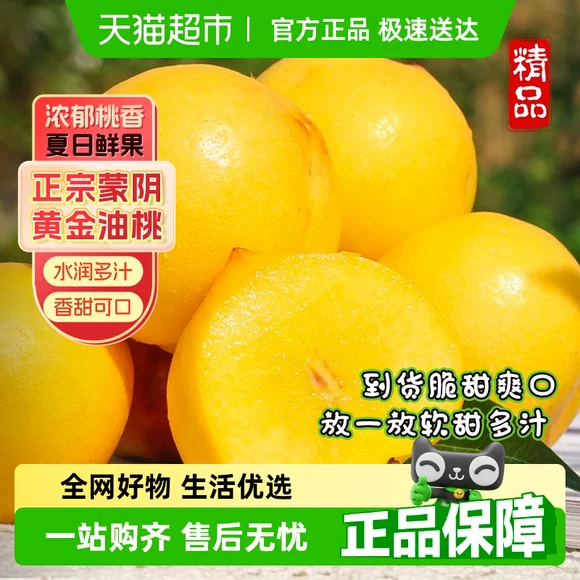 天猫超市 官方正品 极速送达
精品
浓郁桃香
夏日鲜果
正宗蒙阴
黄金油桃
水润多汁
香甜可口
到货脆甜爽口
放一放软甜多汁
全网好物 生活优选
一站购齐 售后无忧
正品保障